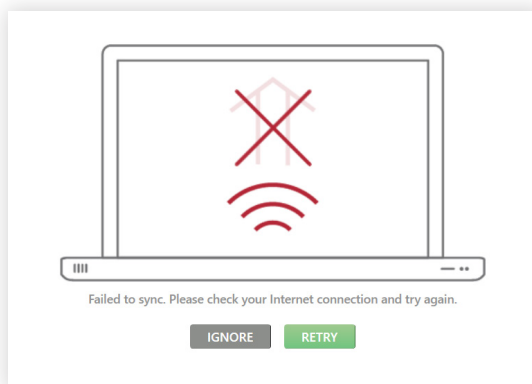 Failed to sync. Please check your Internet connection and try again.
IGNORE
RETRY